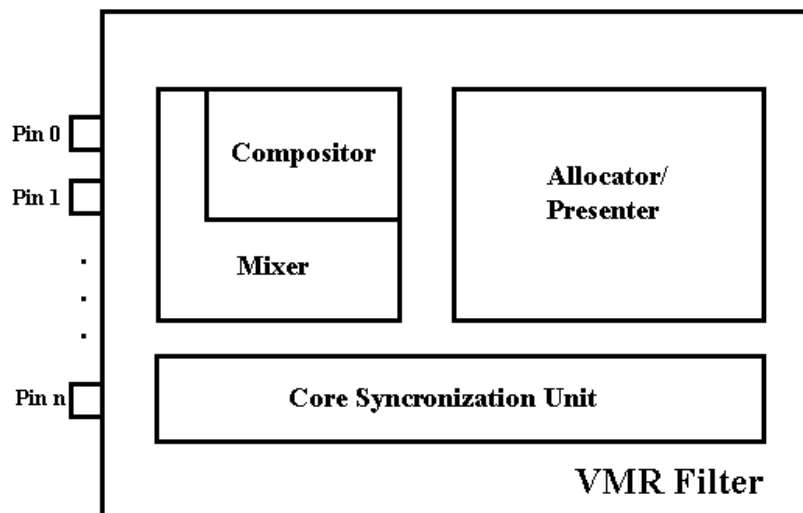 Pin 0
Pin 1
Pin n
Compositor
Mixer
Allocator/
Presenter
Core Syncronization Unit
VMR Filter